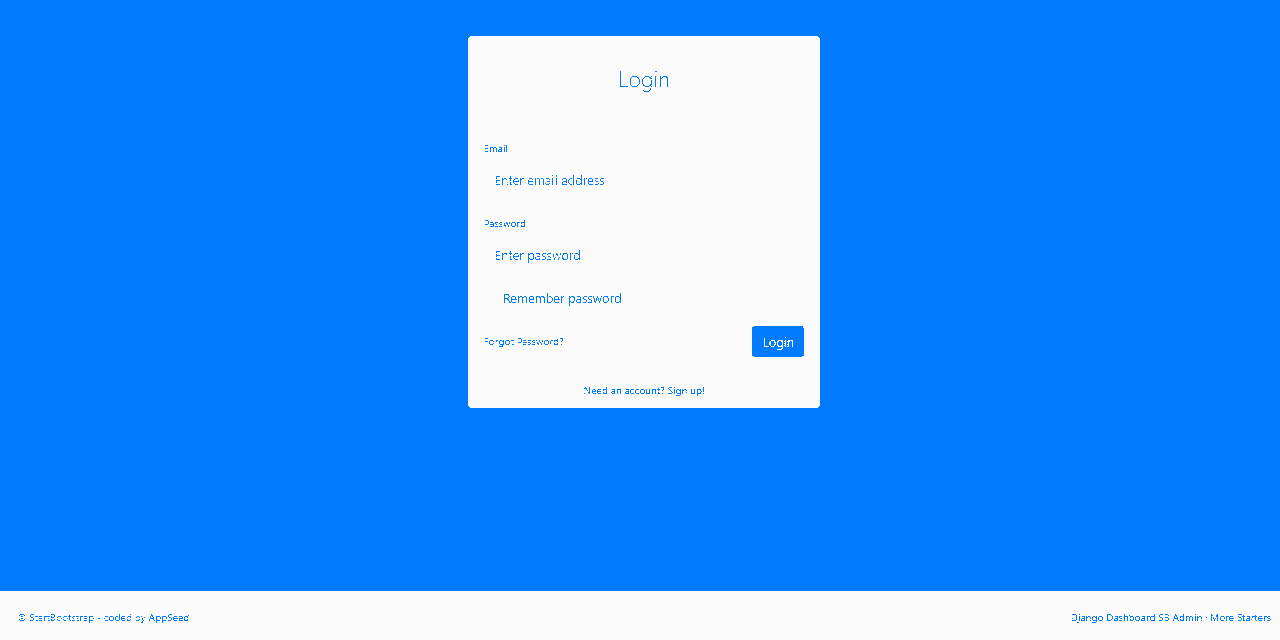 Login
Email
Enter email address
Password
Enter password
Remember password
Forgot Password?
Login
Need an account? Sign up!
© StartBootstrap - coded by AppSeed
Django Dashboard SB Admin · More Starters